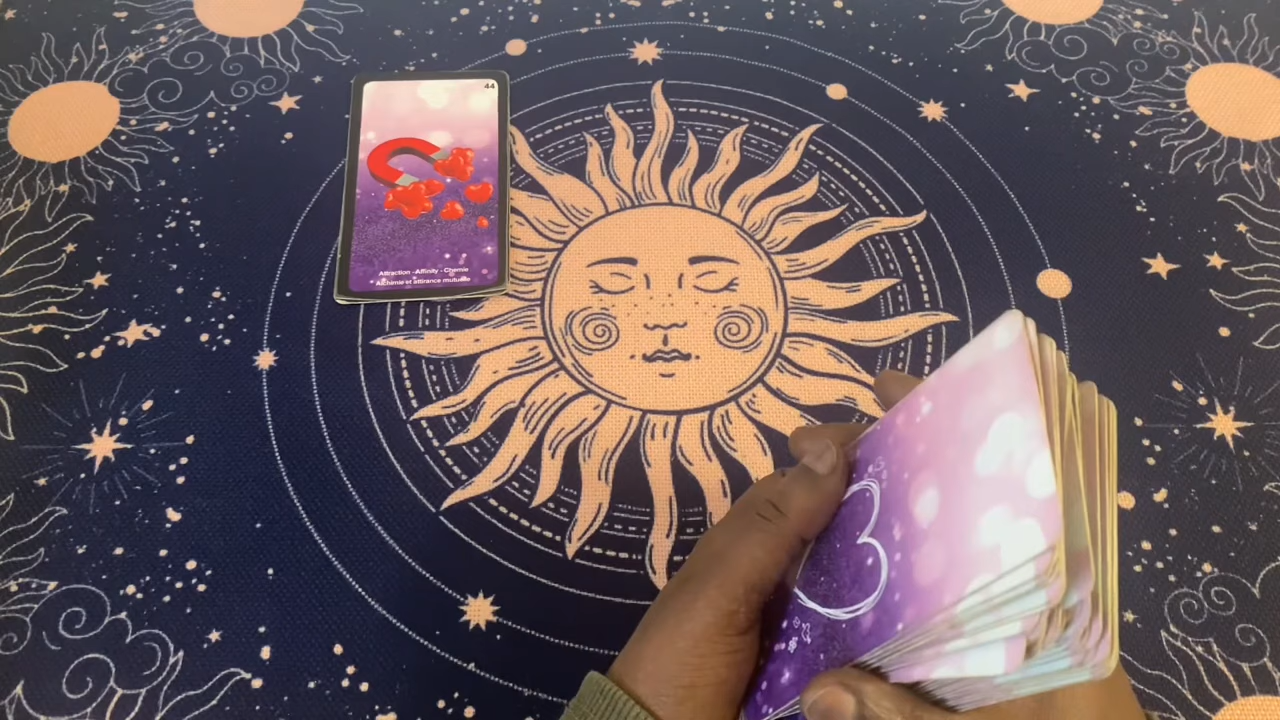 44
Attraction - Affinity - Chemie
Alchimie et attirance mutuelle